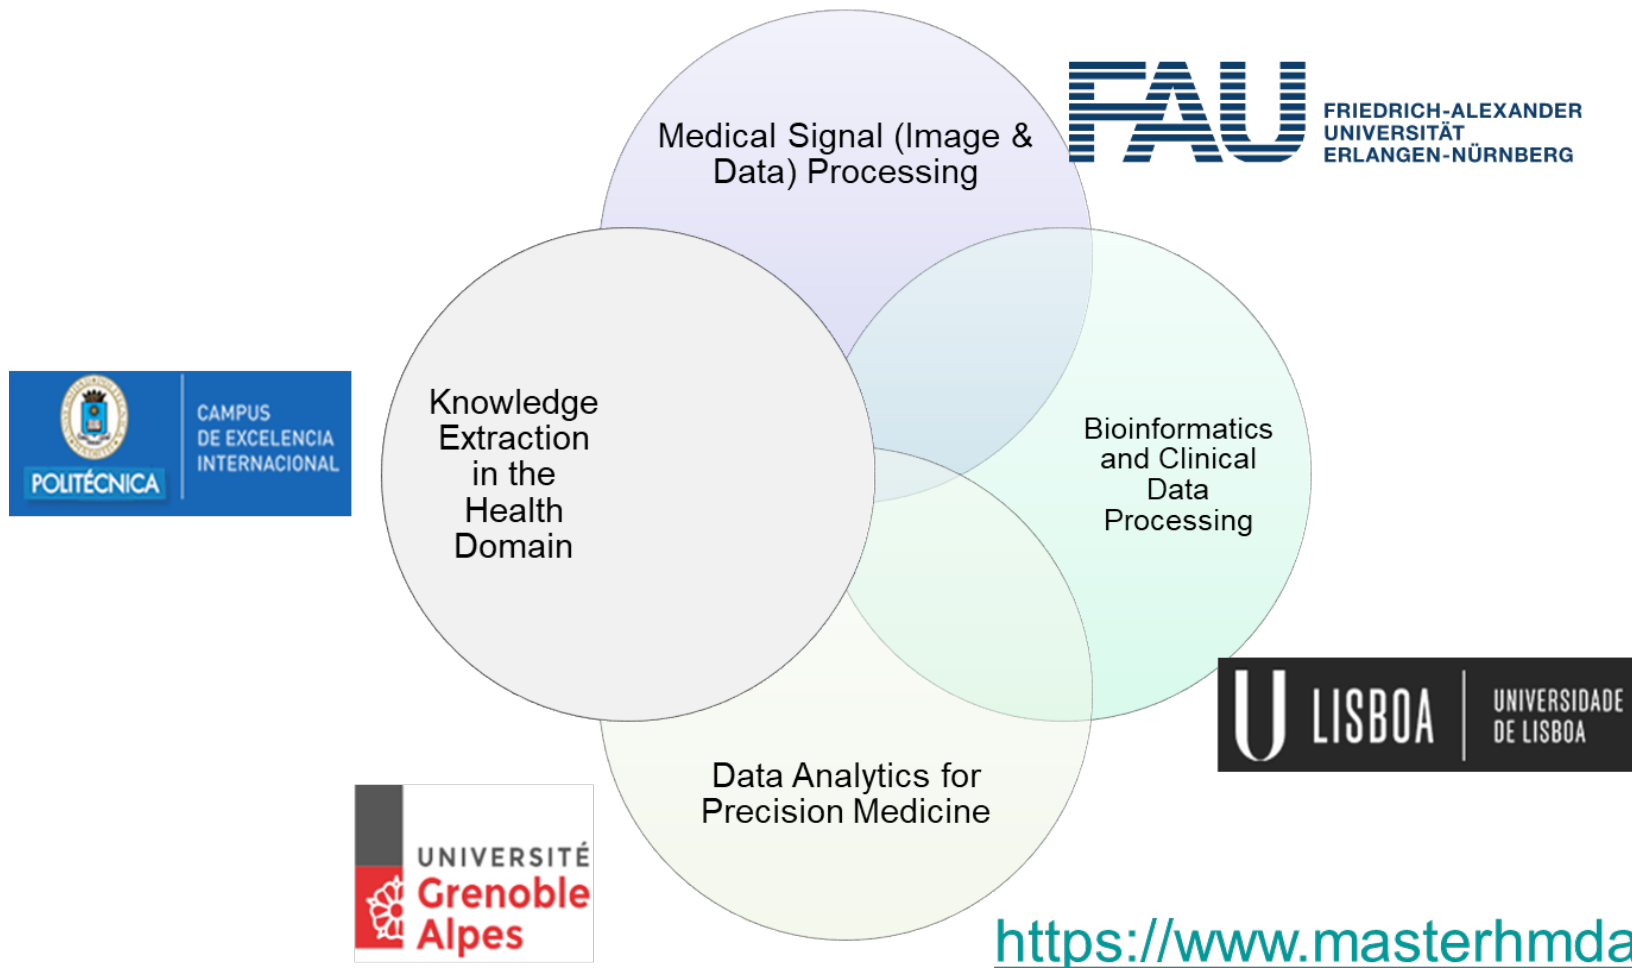 Medical Signal (Image &
Data) Processing
FAU
FRIEDRICH-ALEXANDER
UNIVERSITÄT
ERLANGEN-NÜRNBERG
Knowledge
Extraction
in the
Health
Domain
POLITÉCNICA
CAMPUS
DE EXCELENCIA
INTERNACIONAL
Bioinformatics
and Clinical
Data
Processing
U LISBOA
UNIVERSIDADE
DE LISBOA
Data Analytics for
Precision Medicine
UNIVERSITÉ
Grenoble
Alpes
https://www.masterhmda